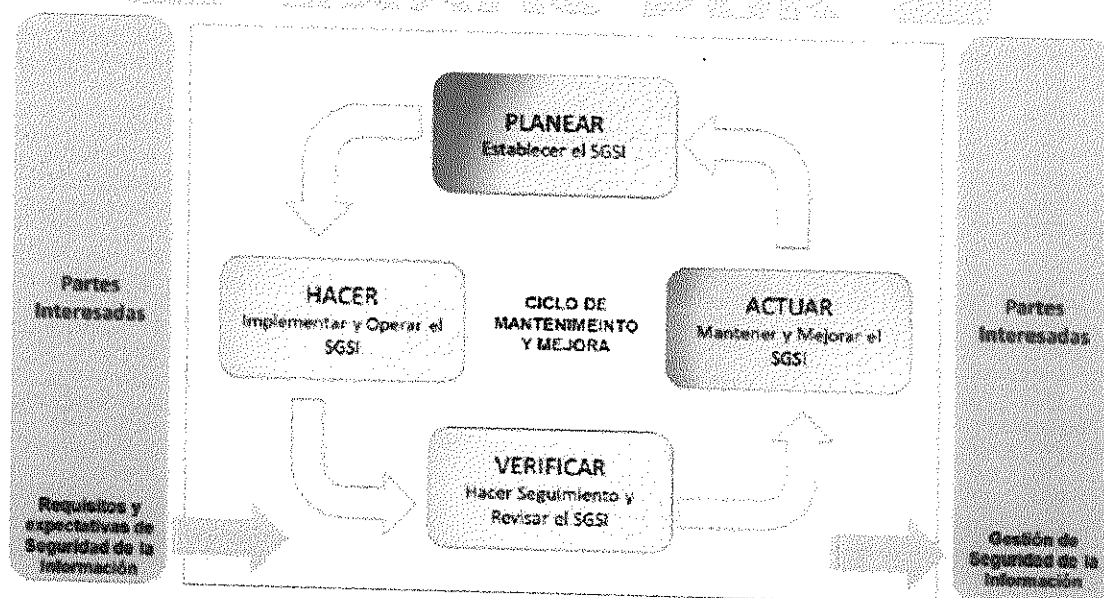 PLANEAR
Establecer el SGSI
HACER
Implementar y Operar el
SGSI
CICLO DE
MANTENIMEINTO
Y MEJORA
ACTUAR
Mantener y Mejorar el
SGSI
VERIFICAR
Hacer Seguimiento y
Revisar el SGSI
Partes
Interesadas
Requisitos y
expectativas de
Seguridad de la
Información
Partes
Interesadas
Gestión de
Seguridad de la
Información